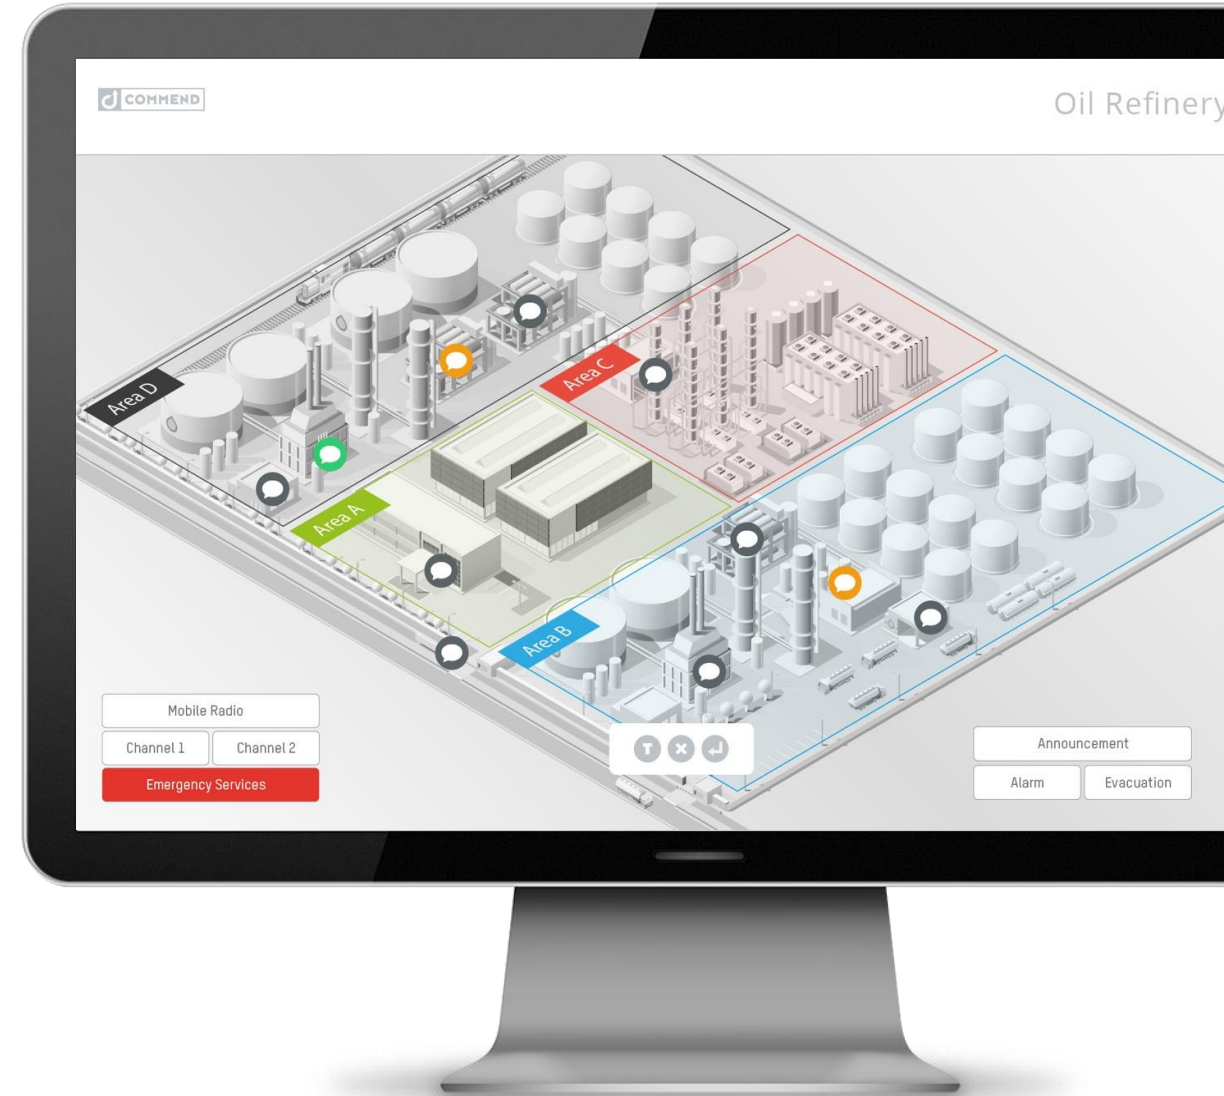 COMMEND
Oil Refinery
Area D
Area C
Area A
Area B
Mobile Radio
Channel 1 Channel 2
Emergency Services
T
Announcement
Alarm Evacuation